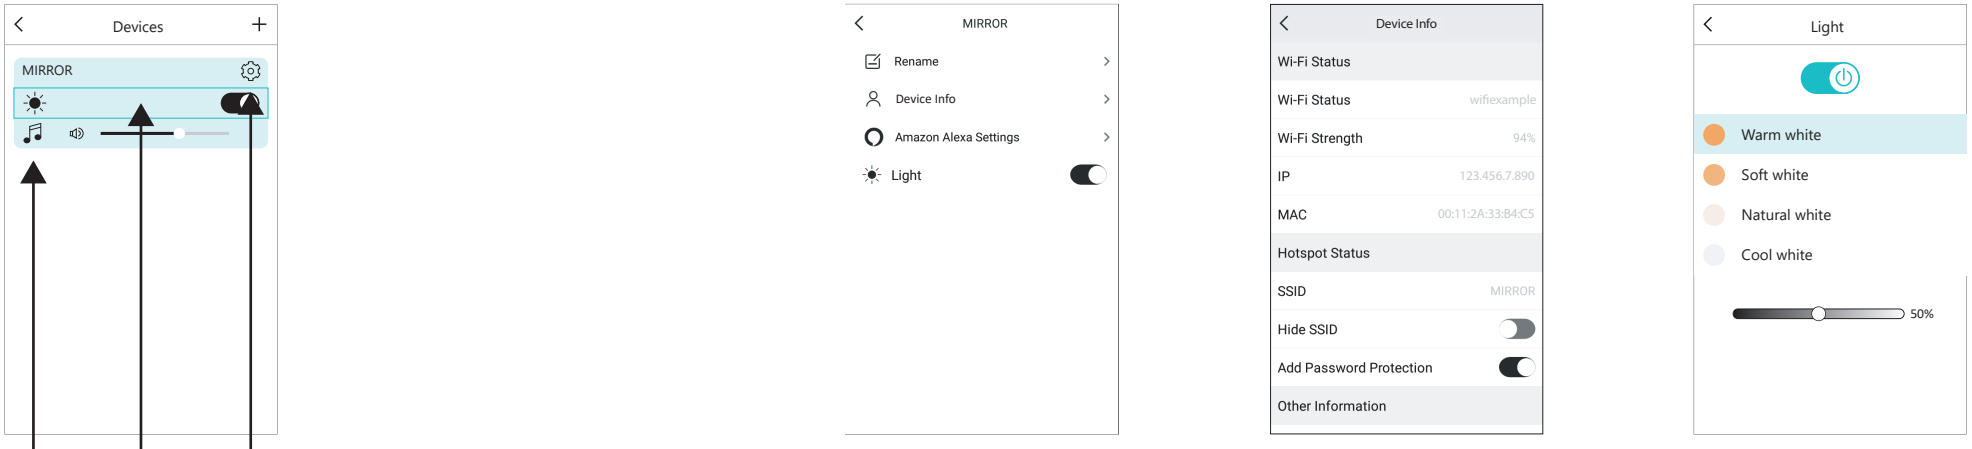 Devices
MIRROR
MIRROR
Rename
Device Info
Amazon Alexa Settings
Light
Device Info
Wi-Fi Status
Wi-Fi Status wifiexample
Wi-Fi Strength 94%
IP 123.456.7.890
MAC 00:11:2A:33:B4:C5
Hotspot Status
SSID MIRROR
Hide SSID
Add Password Protection
Other Information
Light
Warm white
Soft white
Natural white
Cool white
50%